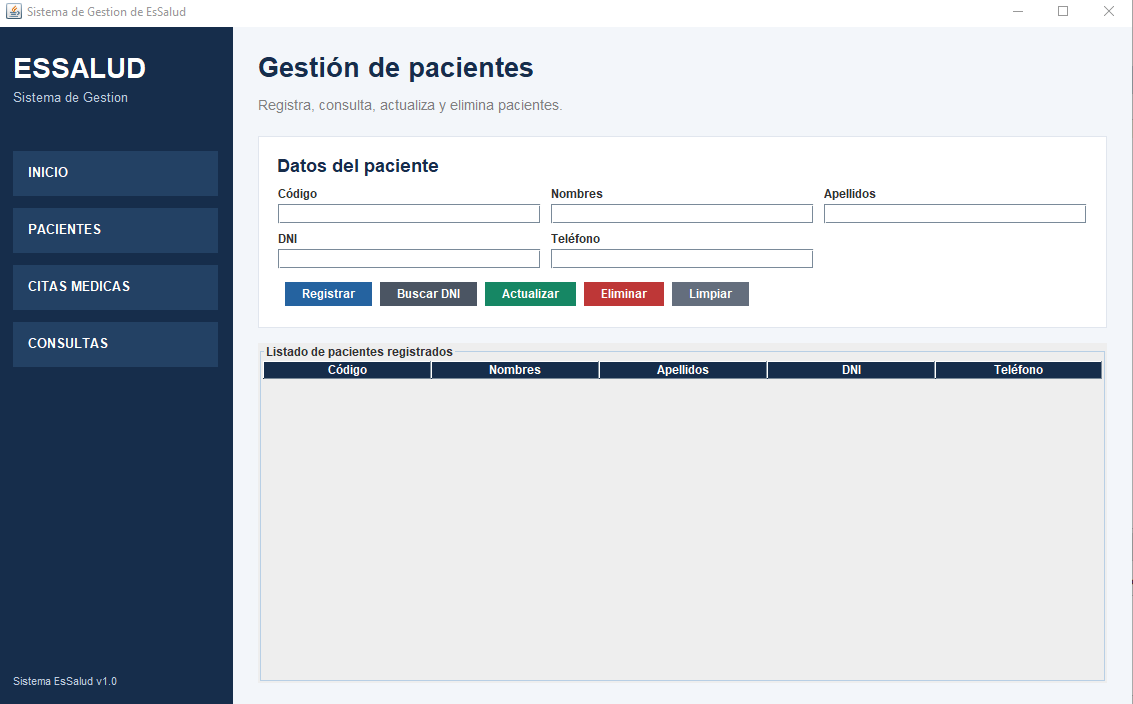 Sistema de Gestion de EsSalud
ESSALUD
Sistema de Gestion
INICIO
PACIENTES
CITAS MEDICAS
CONSULTAS
Sistema EsSalud v1.0
Gestión de pacientes
Registra, consulta, actualiza y elimina pacientes.
Datos del paciente
Código Nombres Apellidos
DNI Teléfono
Registrar Buscar DNI Actualizar Eliminar Limpiar
Listado de pacientes registrados
Código Nombres Apellidos DNI Teléfono